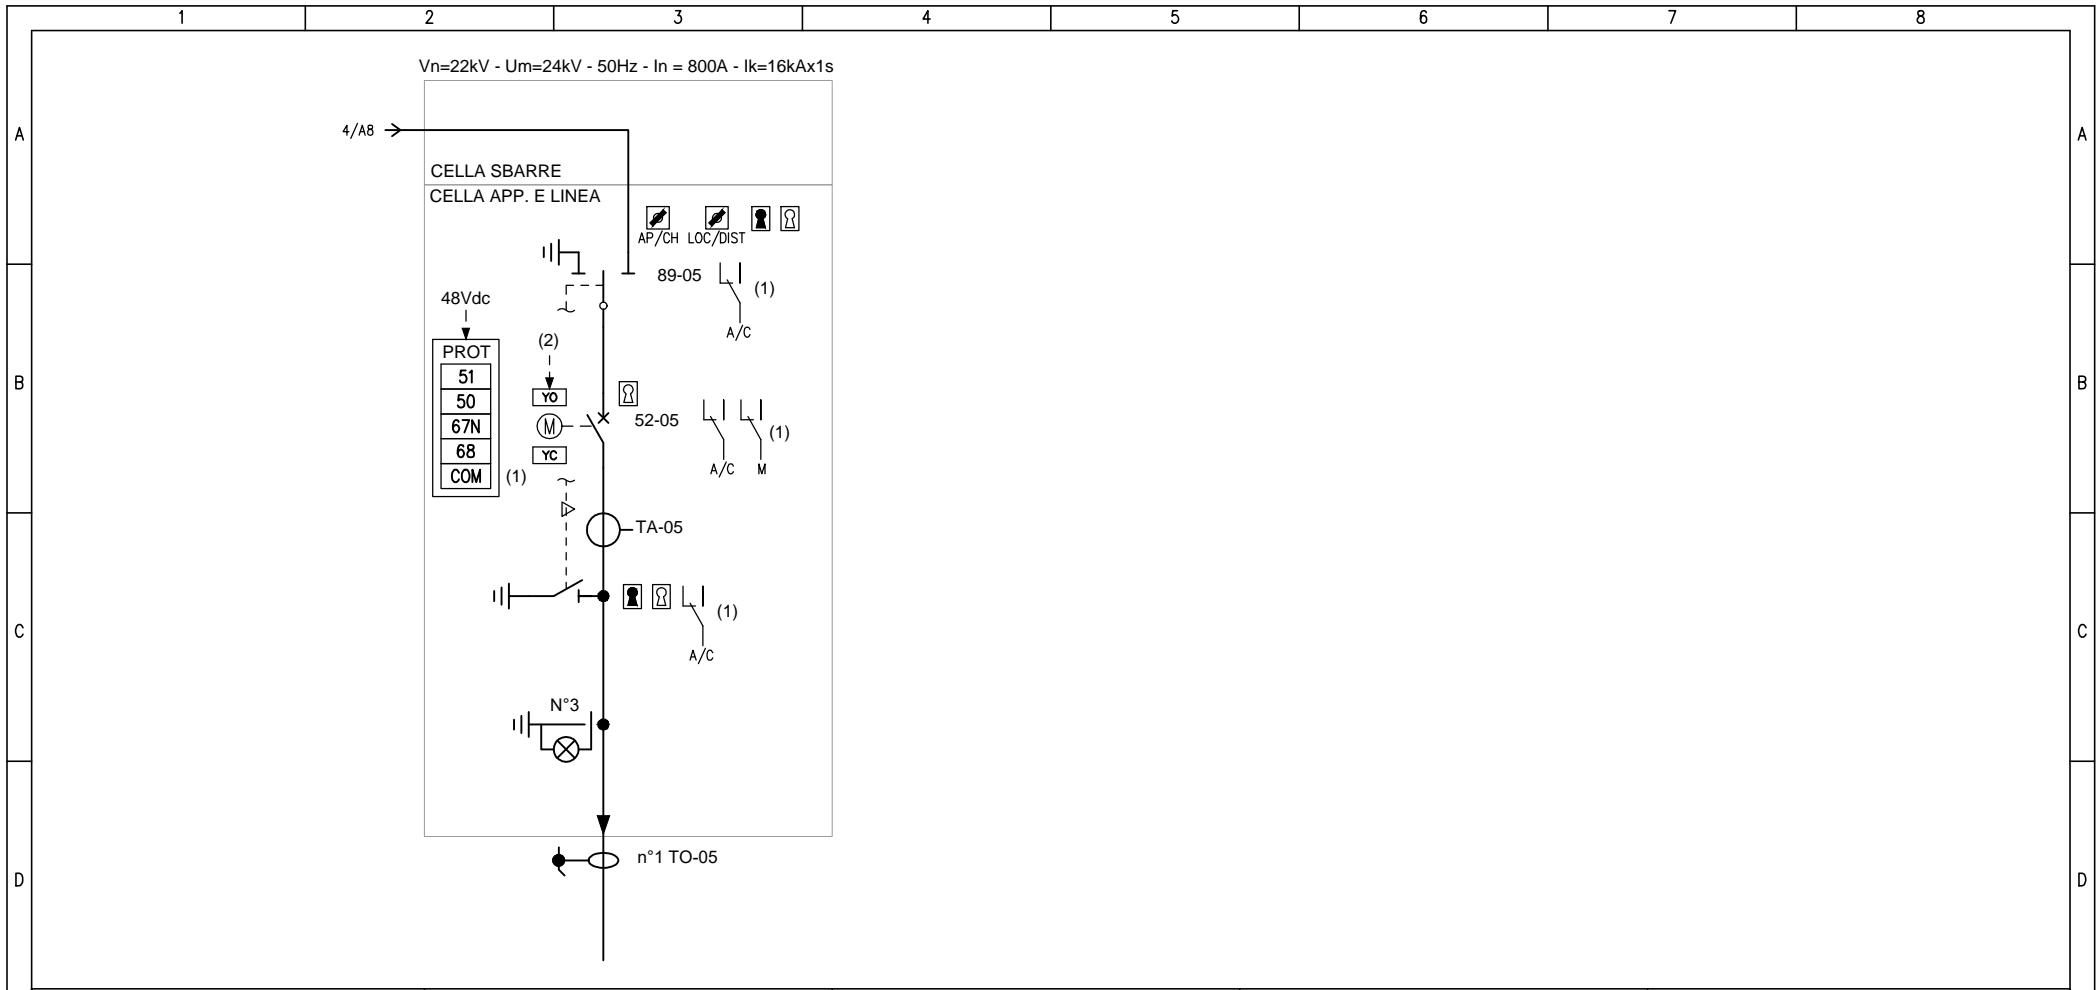 1 2 3 4 5 6 7 8
Vn=22kV - Um=24kV - 50Hz - In = 800A - Ik=16kAx1s
A
4/A8
A
CELLA SBARRE
CELLA APP. E LINEA
AP/CH LOC/DIST
89-05
(1)
A/C
48Vdc
PROT
51
50
67N
68
COM
(1)
(2)
YO
M
YC
52-05
(1)
A/C M
B
B
TA-05
(1)
A/C
C
C
N°3
n°1 TO-05
D
D